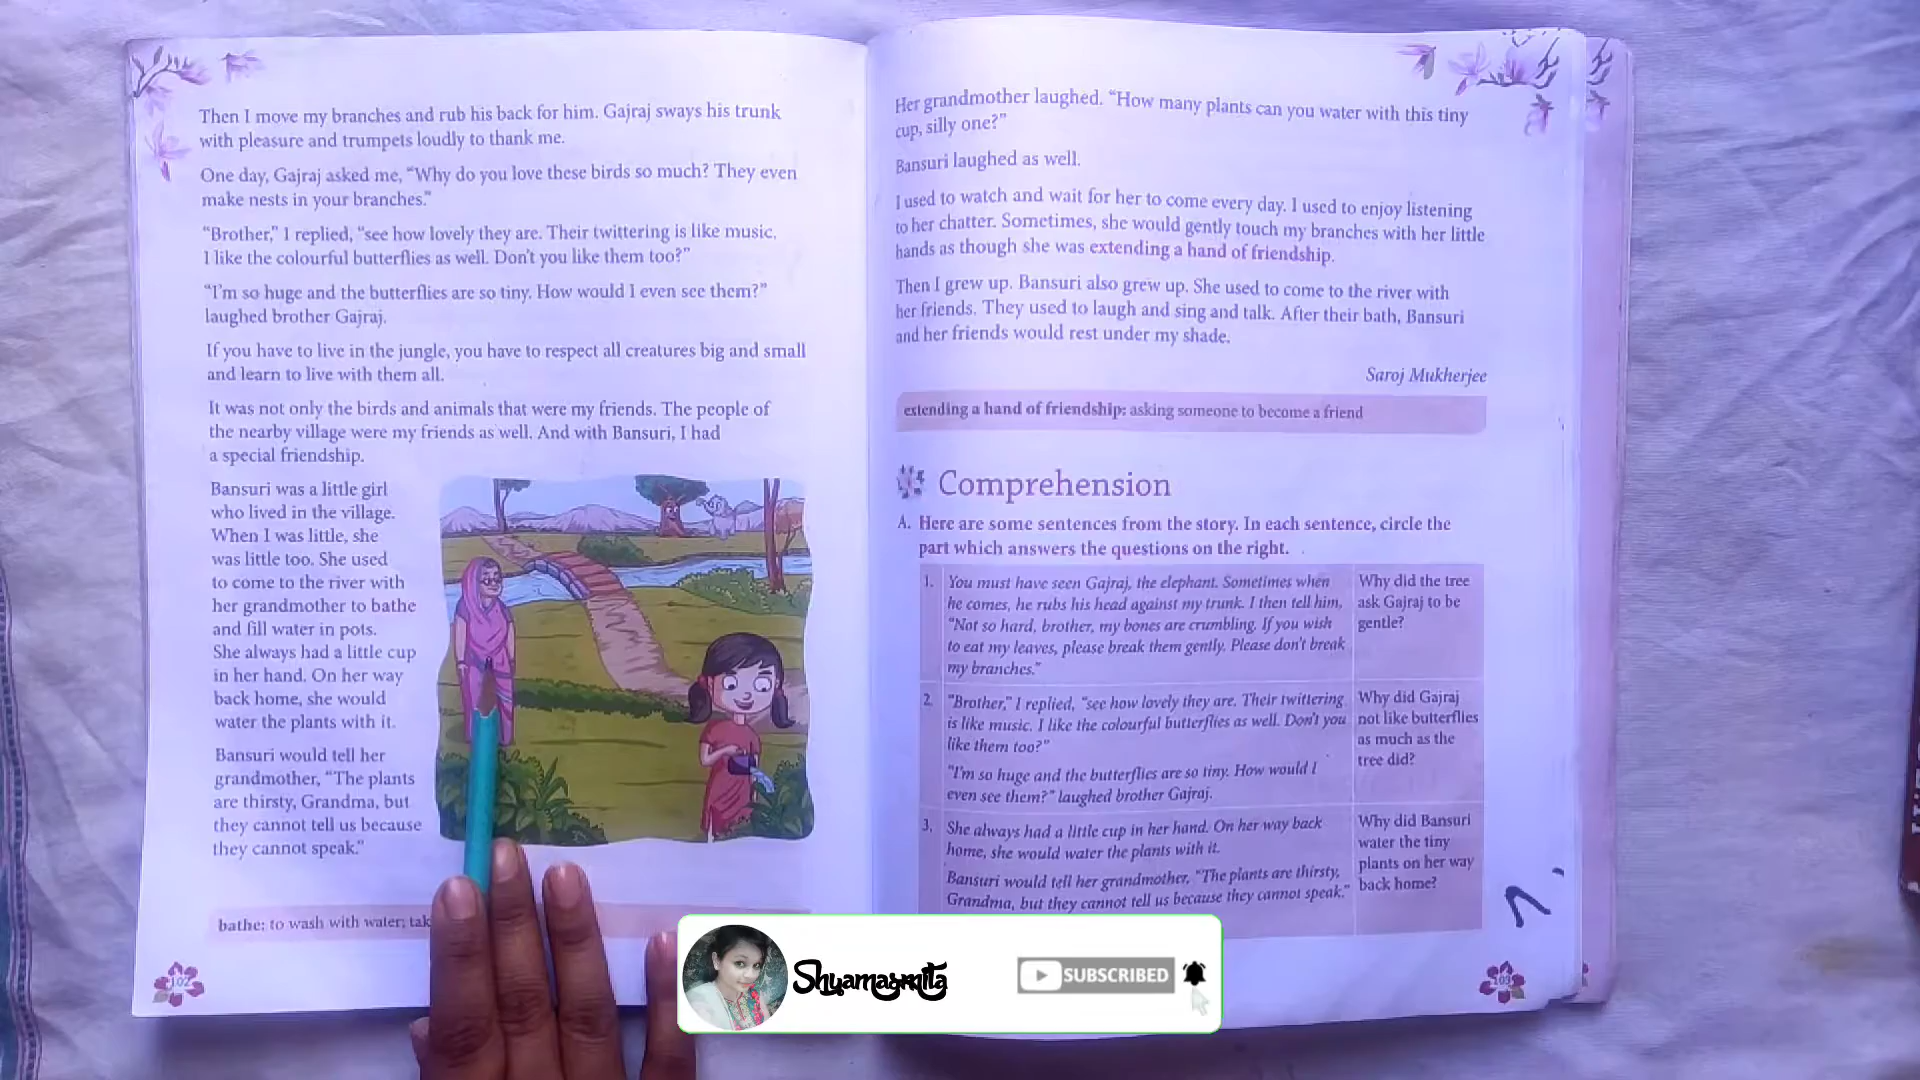 Then I move my branches and rub his back for him. Gajraj sways his trunk
with pleasure and trumpets loudly to thank me.
One day, Gajraj asked me, “Why do you love these birds so much? They even
make nests in your branches.”
“Brother,” I replied, “see how lovely they are. Their twittering is like music.
I like the colourful butterflies as well. Don’t you like them too?”
“I’m so huge and the butterflies are so tiny. How would I even see them?”
laughed brother Gajraj.
If you have to live in the jungle, you have to respect all creatures big and small
and learn to live with them all.
It was not only the birds and animals that were my friends. The people of
the nearby village were my friends as well. And with Bansuri, I had
a special friendship.
Bansuri was a little girl
who lived in the village.
When I was little, she
was little too. She used
to come to the river with
her grandmother to bathe
and fill water in pots.
She always had a little cup
in her hand. On her way
back home, she would
water the plants with it.
Bansuri would tell her
grandmother, “The plants
are thirsty, Grandma, but
they cannot tell us because
they cannot speak.”
bathe: to wash with water;
102
Her grandmother laughed. “How many plants can you water with this tiny
cup, silly one?”
Bansuri laughed as well.
I used to watch and wait for her to come every day. I used to enjoy listening
to her chatter. Sometimes, she would gently touch my branches with her little
hands as though she was extending a hand of friendship.
Then I grew up. Bansuri also grew up. She used to come to the river with
her friends. They used to laugh and sing and talk. After their bath, Bansuri
and her friends would rest under my shade.
Saroj Mukherjee
extending a hand of friendship: asking someone to become a friend
Comprehension
A. Here are some sentences from the story. In each sentence, circle the
part which answers the questions on the right.
1. You must have seen Gajraj, the elephant. Sometimes when
he comes, he rubs his head against my trunk. I then tell him,
“Not so hard, brother, my bones are crumbling. If you wish
to eat my leaves, please break them gently. Please don’t break
my branches.”
Why did the tree
ask Gajraj to be
gentle?
2. “Brother,” I replied, “see how lovely they are. Their twittering
is like music. I like the colourful butterflies as well. Don’t you
like them too?”
“I’m so huge and the butterflies are so tiny. How would I
even see them?” laughed brother Gajraj.
Why did Gajraj
not like butterflies
as much as the
tree did?
3. She always had a little cup in her hand. On her way back
home, she would water the plants with it.
Bansuri would tell her grandmother, “The plants are thirsty,
Grandma, but they cannot tell us because they cannot speak.”
Why did Bansuri
water the tiny
plants on her way
back home?
103
Shyamasmita
SUBSCRIBED